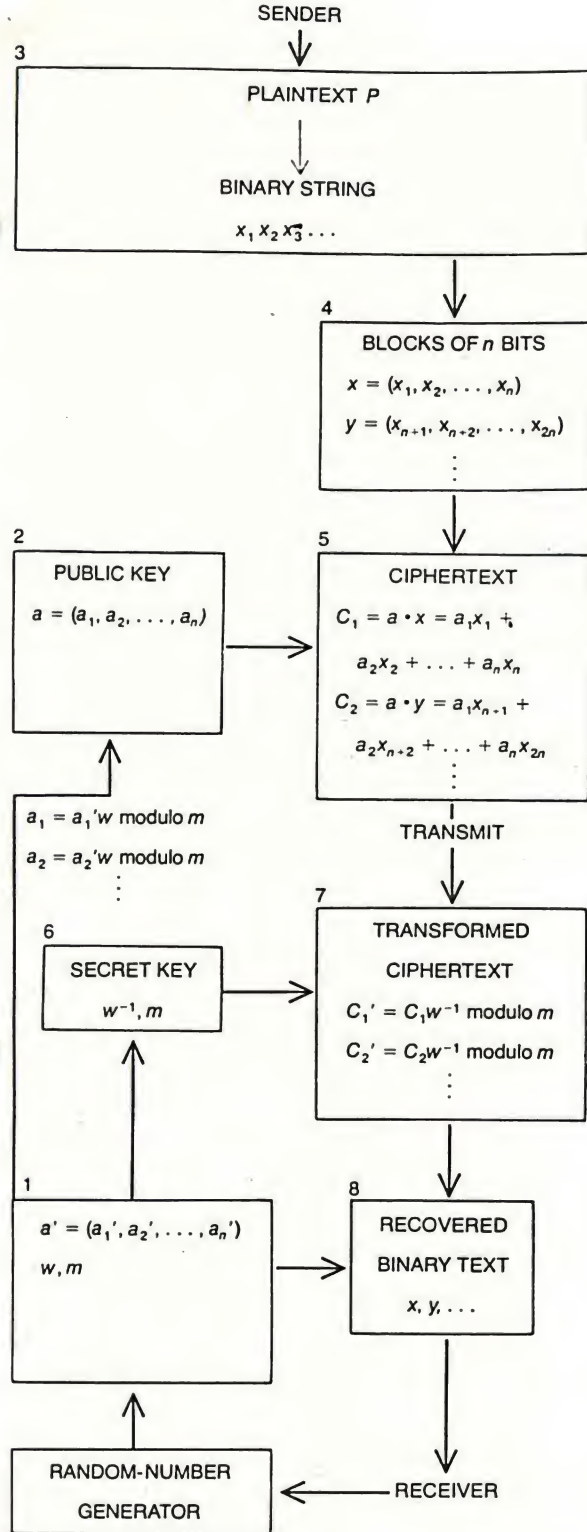 SENDER
3
PLAINTEXT P
BINARY STRING
x₁ x₂ x₃ . . .
4
BLOCKS OF n BITS
x = (x₁, x₂, . . . , xₙ)
y = (xₙ₊₁, xₙ₊₂, . . . , x₂ₙ)
⋮
2
PUBLIC KEY
a = (a₁, a₂, . . . , aₙ)
5
CIPHERTEXT
C₁ = a • x = a₁x₁ +
a₂x₂ + . . . + aₙxₙ
C₂ = a • y = a₁xₙ₊₁ +
a₂xₙ₊₂ + . . . + aₙx₂ₙ
⋮
a₁ = a₁'w modulo m
a₂ = a₂'w modulo m
⋮
TRANSMIT
6
SECRET KEY
w⁻¹, m
7
TRANSFORMED
CIPHERTEXT
C₁' = C₁w⁻¹ modulo m
C₂' = C₂w⁻¹ modulo m
⋮
1
a' = (a₁', a₂', . . . , aₙ')
w, m
8
RECOVERED
BINARY TEXT
x, y, . . .
RANDOM-NUMBER
GENERATOR
RECEIVER